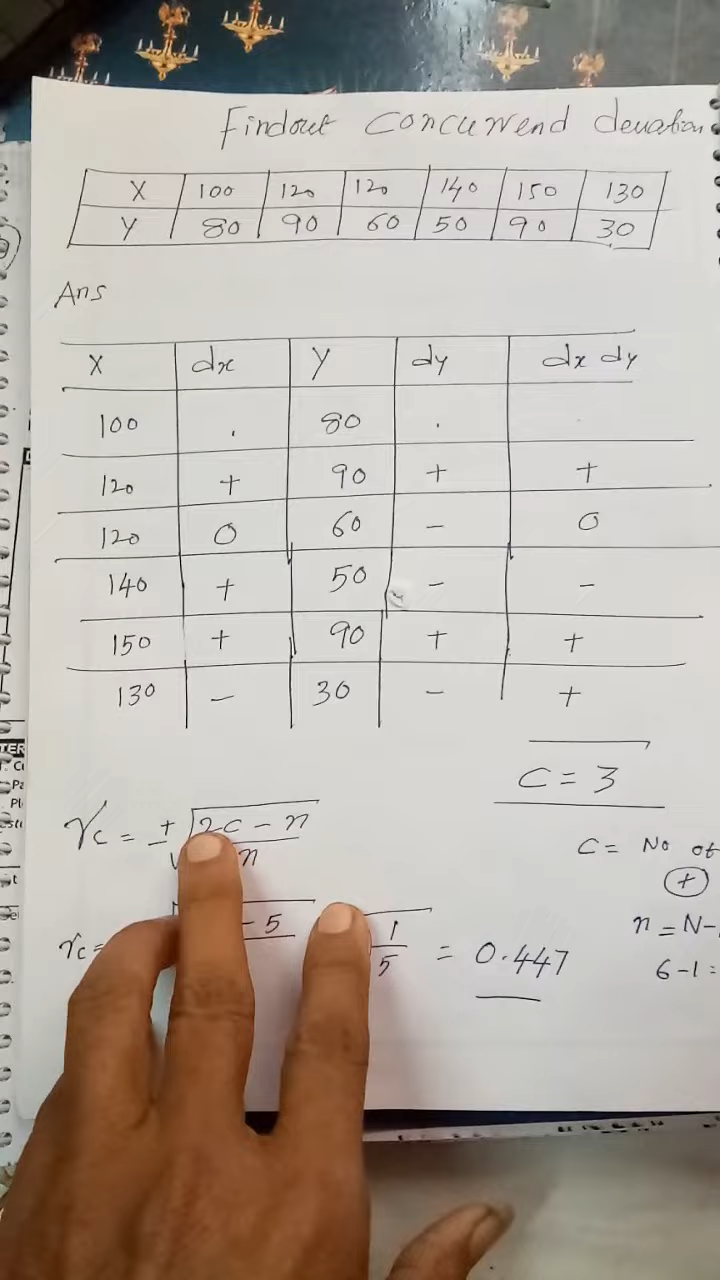 Findout Concurrend devation
X 100 120 120 140 150 130
Y 80 90 60 50 90 30
Ans
x dx y dy dx dy
100 . 80 .
120 + 90 + +
120 0 60 - 0
140 + 50 - -
150 + 90 + +
130 - 30 - +
C = 3
rc = ± √ 2c - n
n
C = No of
+
rc = - 5 1
5 = 0.447
n = N-
6-1 =